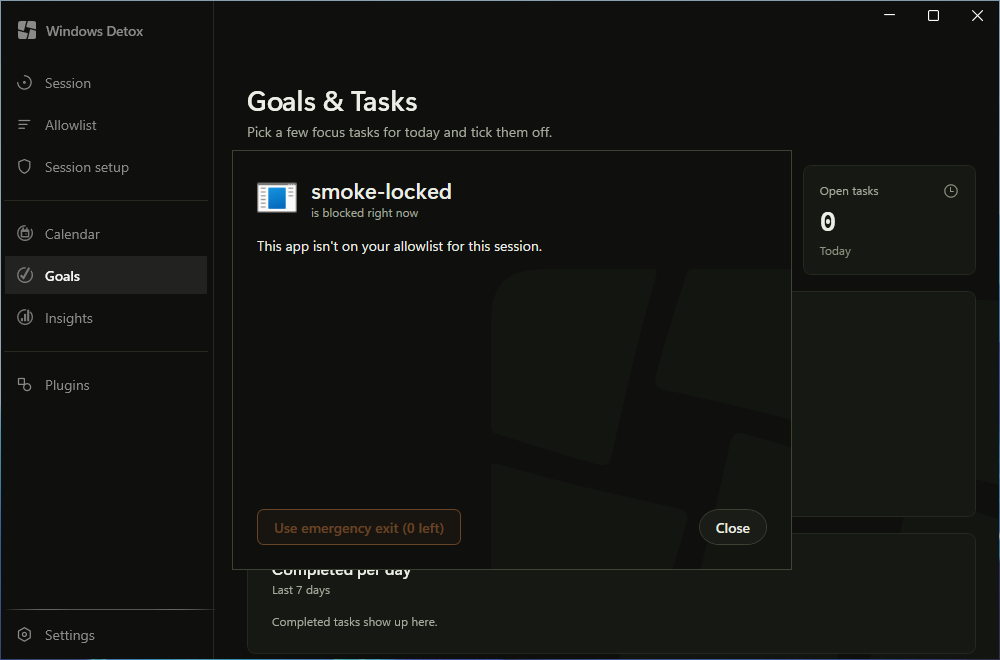 Windows Detox
Session
Allowlist
Session setup
Calendar
Goals
Insights
Plugins
Settings
Goals & Tasks
Pick a few focus tasks for today and tick them off.
smoke-locked
is blocked right now
This app isn't on your allowlist for this session.
Use emergency exit (0 left)
Close
Open tasks
0
Today
Completed per day
Last 7 days
Completed tasks show up here.